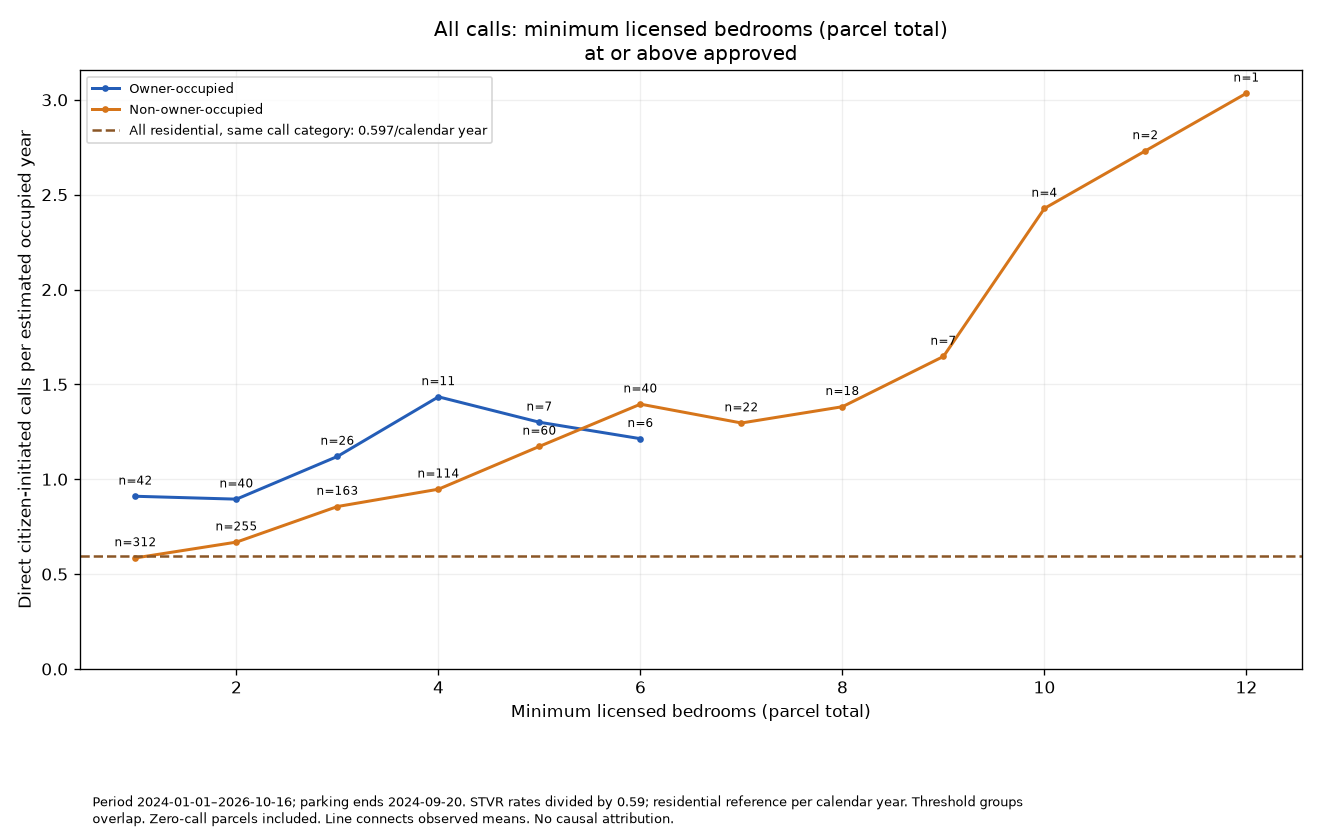 All calls: minimum licensed bedrooms (parcel total)
at or above approved
Owner-occupied
Non-owner-occupied
All residential, same call category: 0.597/calendar year
Direct citizen-initiated calls per estimated occupied year
3.0
2.5
2.0
1.5
1.0
0.5
0.0
n=42
n=40
n=26
n=11
n=7
n=6
n=312
n=255
n=163
n=114
n=60
n=40
n=22
n=18
n=7
n=4
n=2
n=1
2
4
6
8
10
12
Minimum licensed bedrooms (parcel total)
Period 2024-01-01–2026-10-16; parking ends 2024-09-20. STVR rates divided by 0.59; residential reference per calendar year. Threshold groups
overlap. Zero-call parcels included. Line connects observed means. No causal attribution.